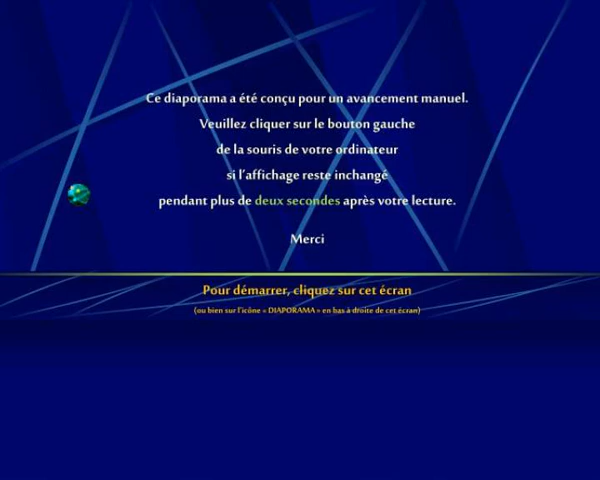 Ce diaporama a été conçu pour un avancement manuel.
Veuillez cliquer sur le bouton gauche
de la souris de votre ordinateur
si l'affichage reste inchangé
pendant plus de deux secondes après votre lecture.
Merci
Pour démarrer, cliquez sur cet écran
(ou bien sur l'icône « DIAPORAMA » en bas à droite de cet écran)